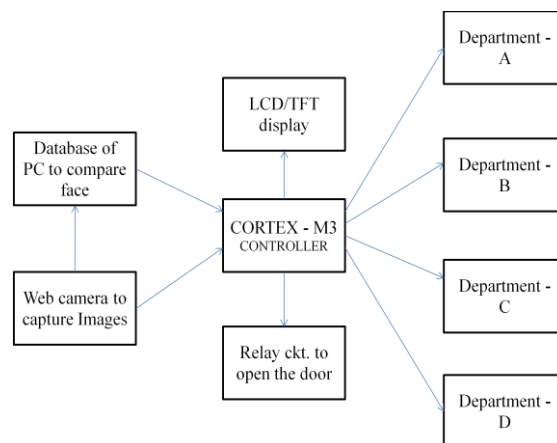 Department -
A
LCD/TFT
display
Database of
PC to compare
face
Department -
B
CORTEX - M3
CONTROLLER
Web camera to
capture Images
Department -
C
Relay ckt. to
open the door
Department -
D